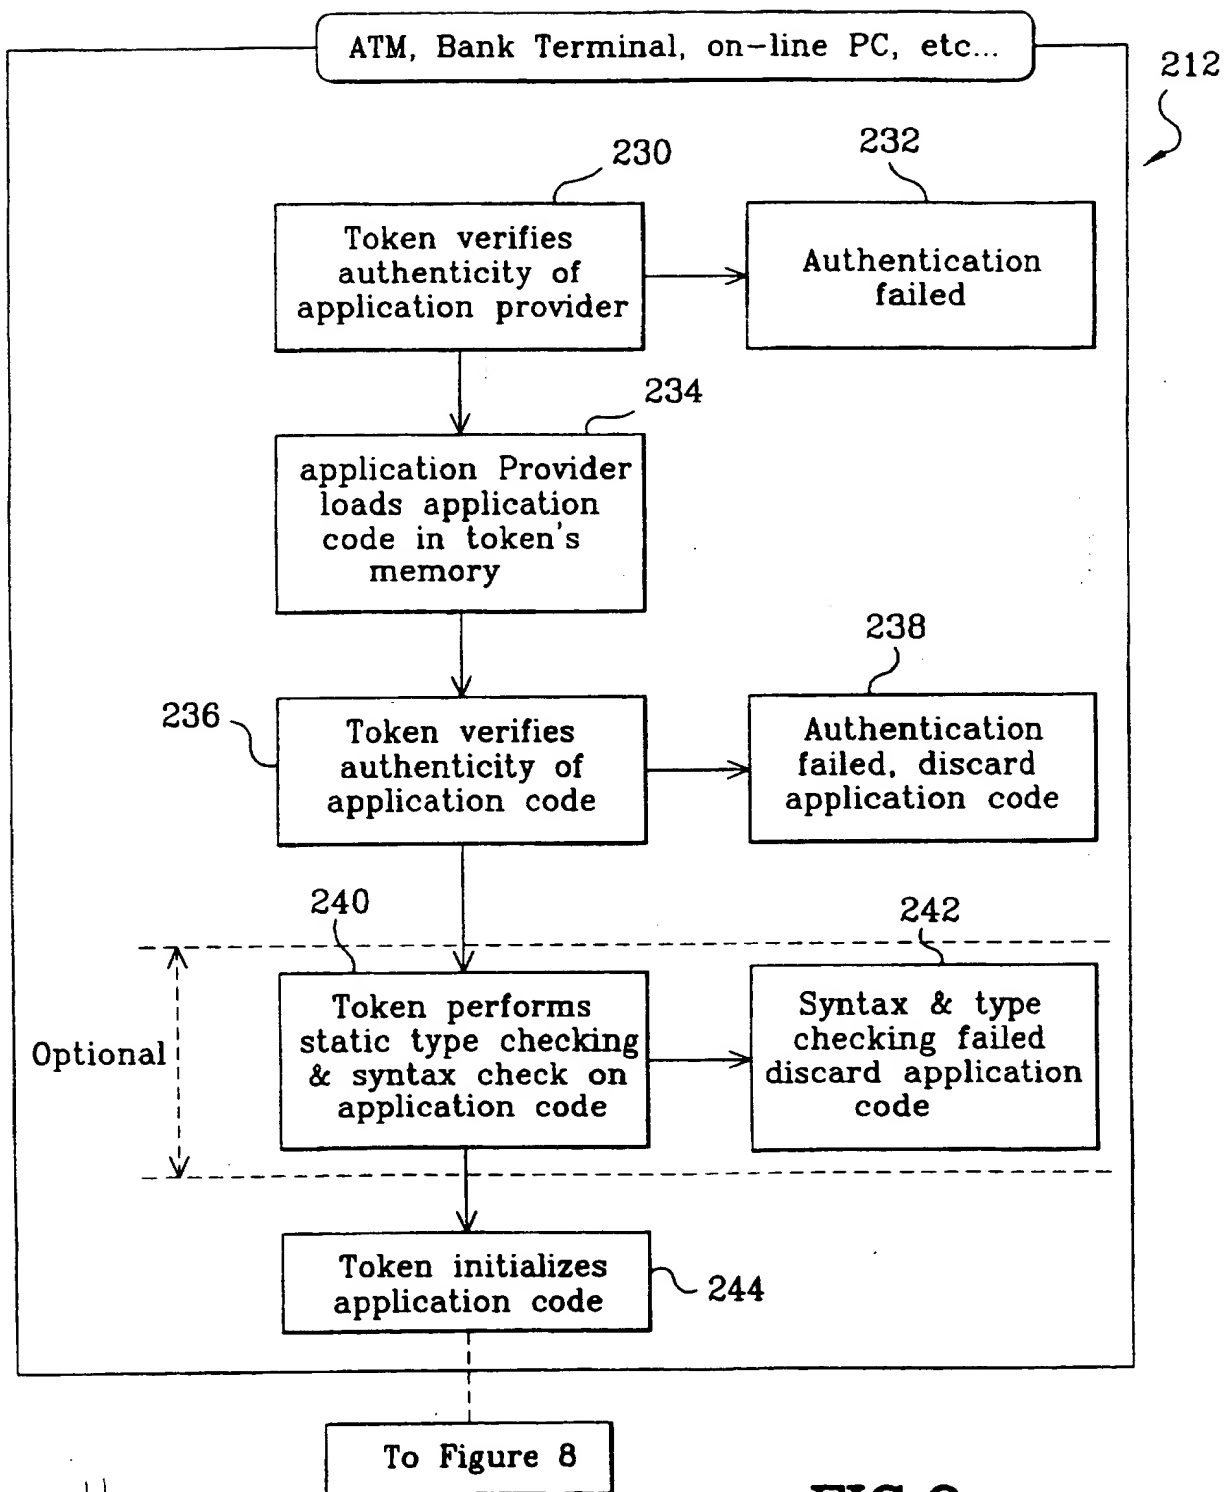 ATM, Bank Terminal, on-line PC, etc...
212
230
232
Token verifies
authenticity of
application provider
Authentication
failed
234
application Provider
loads application
code in token's
memory
238
236
Token verifies
authenticity of
application code
Authentication
failed, discard
application code
240
242
Optional
Token performs
static type checking
& syntax check on
application code
Syntax & type
checking failed
discard application
code
Token initializes
application code
244
To Figure 8